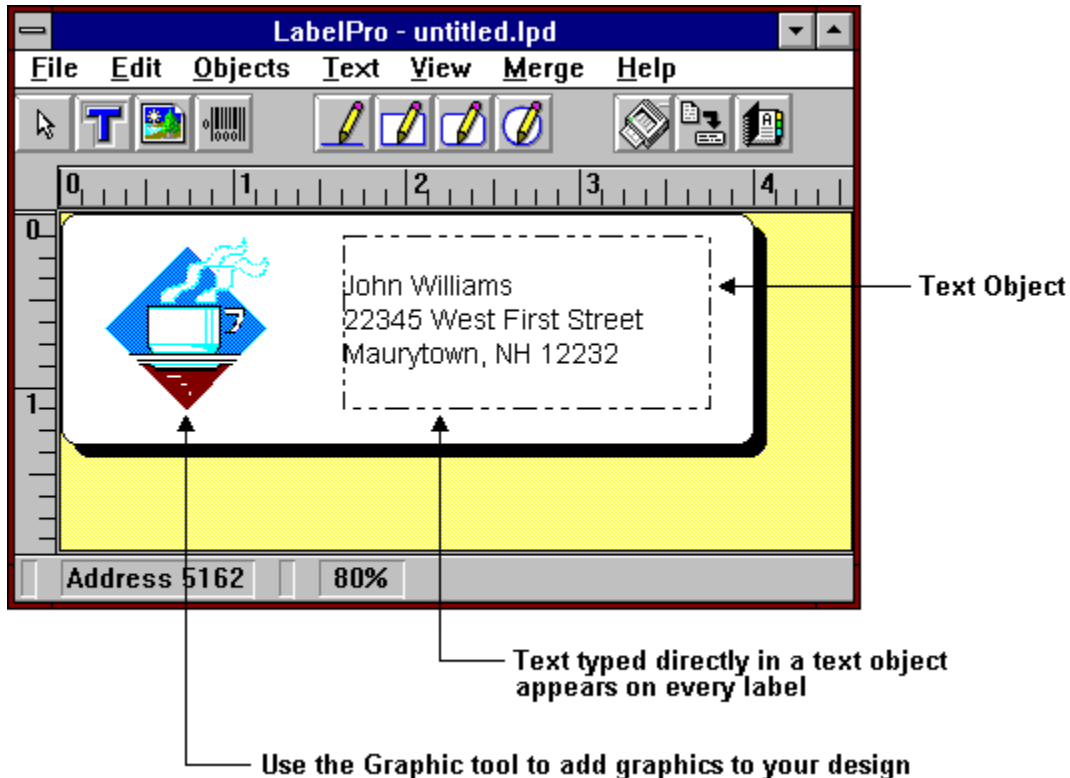 LabelPro - untitled.lpd
File Edit Objects Text View Merge Help
0 1 2 3 4
0
John Williams
22345 West First Street
Maurytown, NH 12232
Text Object
1
Address 5162 80%
Text typed directly in a text object
appears on every label
Use the Graphic tool to add graphics to your design